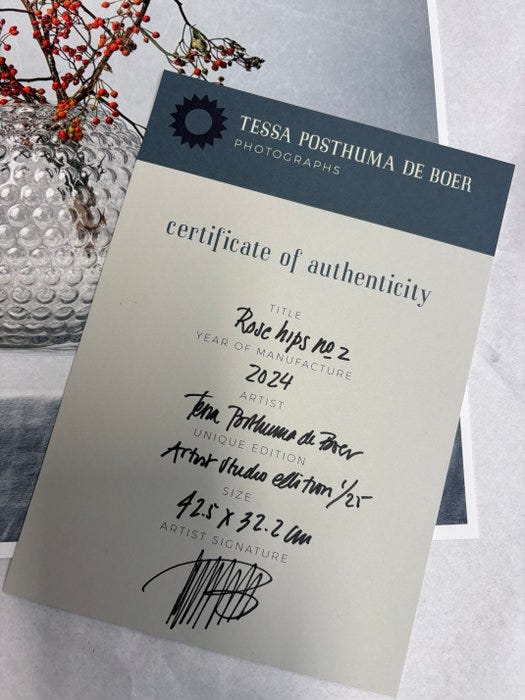 TESSA POSTHUMA DE BOER
PHOTOGRAPHS
certificate of authenticity
TITLE
Rose hips no 2
YEAR OF MANUFACTURE
2024
ARTIST
Tessa Posthuma de Boer
UNIQUE EDITION
Artist studio edition 1/25
SIZE
42.5 x 32.2 cm
ARTIST SIGNATURE